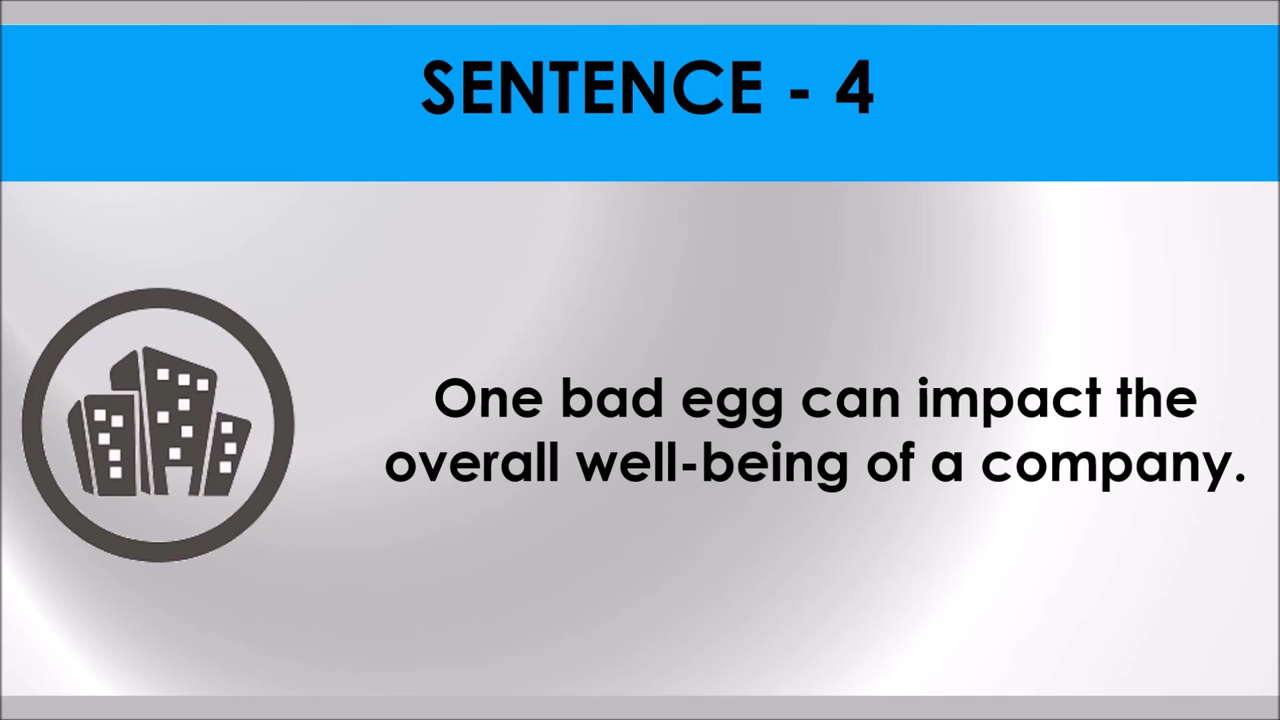 SENTENCE - 4
One bad egg can impact the
overall well-being of a company.